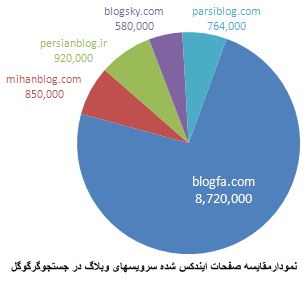 blogsky.com
580,000
parsiblog.com
764,000
persianblog.ir
920,000
mihanblog.com
850,000
blogfa.com
8,720,000
نمودارمقایسه صفحات ایندکس شده سرویسهای وبلاگ در جستجوگرگوگل